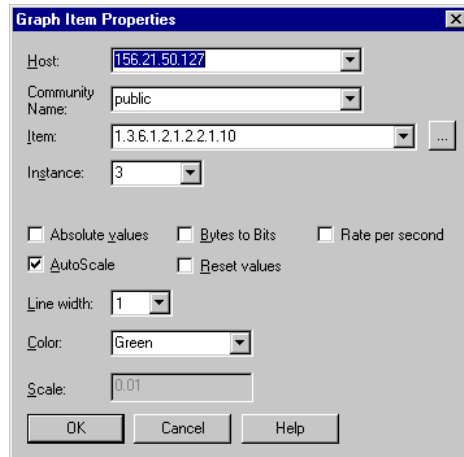 Graph Item Properties
Host: 156.21.50.127
Community
Name: public
Item: 1.3.6.1.2.1.2.2.1.10 ...
Instance: 3
Absolute values Bytes to Bits Rate per second
AutoScale Reset values
Line width: 1
Color: Green
Scale: 0.01
OK Cancel Help